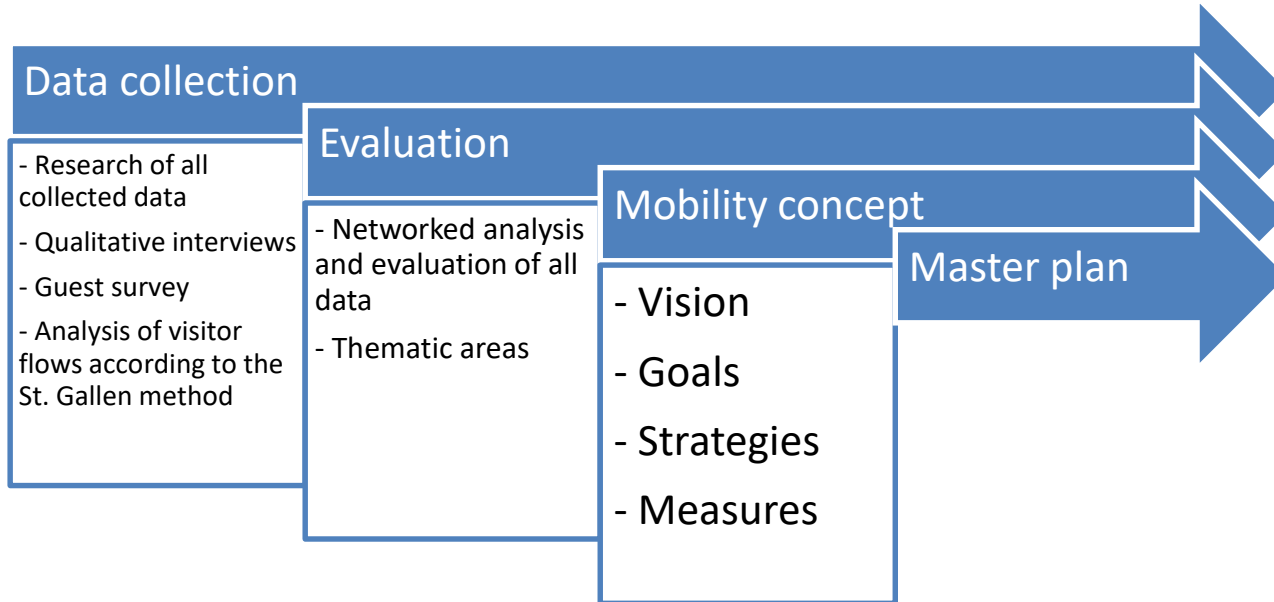 Data collection
- Research of all
collected data
- Qualitative interviews
- Guest survey
- Analysis of visitor
flows according to the
St. Gallen method
Evaluation
- Networked analysis
and evaluation of all
data
- Thematic areas
Mobility concept
- Vision
- Goals
- Strategies
- Measures
Master plan